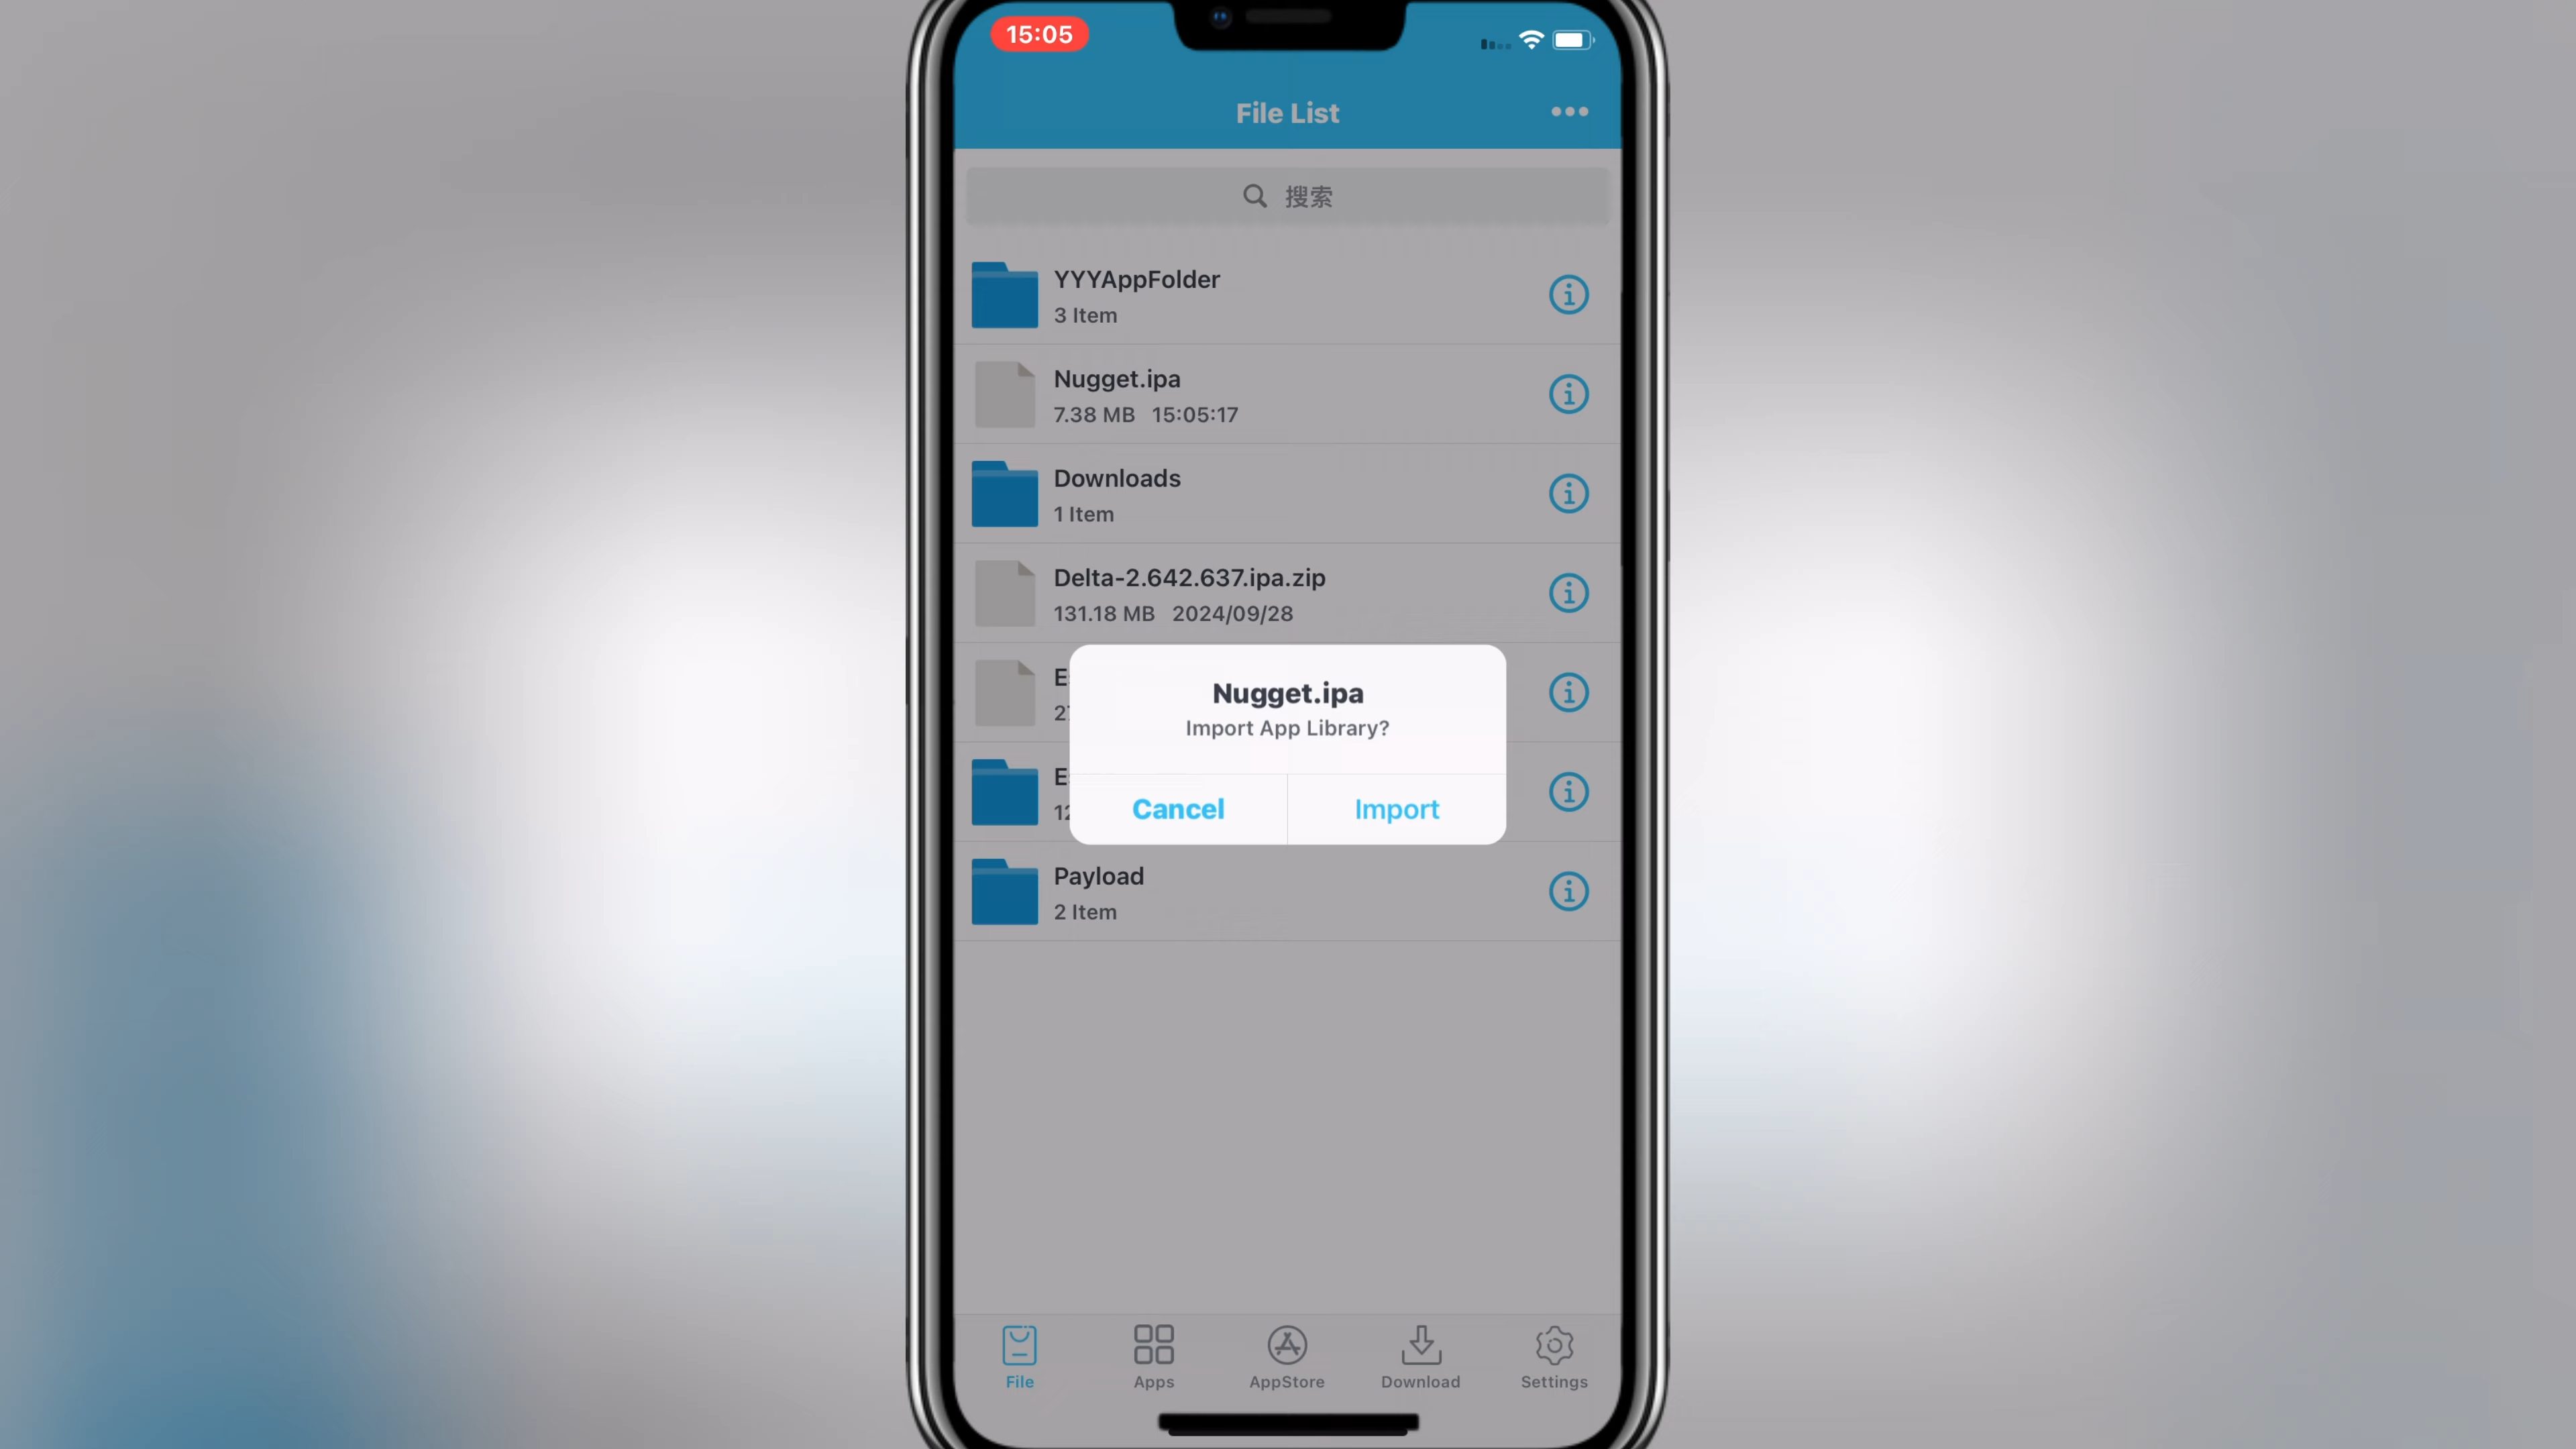 15:05
File List
搜索
YYYAppFolder
3 Item
Nugget.ipa
7.38 MB 15:05:17
Downloads
1 Item
Delta-2.642.637.ipa.zip
131.18 MB 2024/09/28
Nugget.ipa
Import App Library?
Cancel
Import
Payload
2 Item
File
Apps
AppStore
Download
Settings